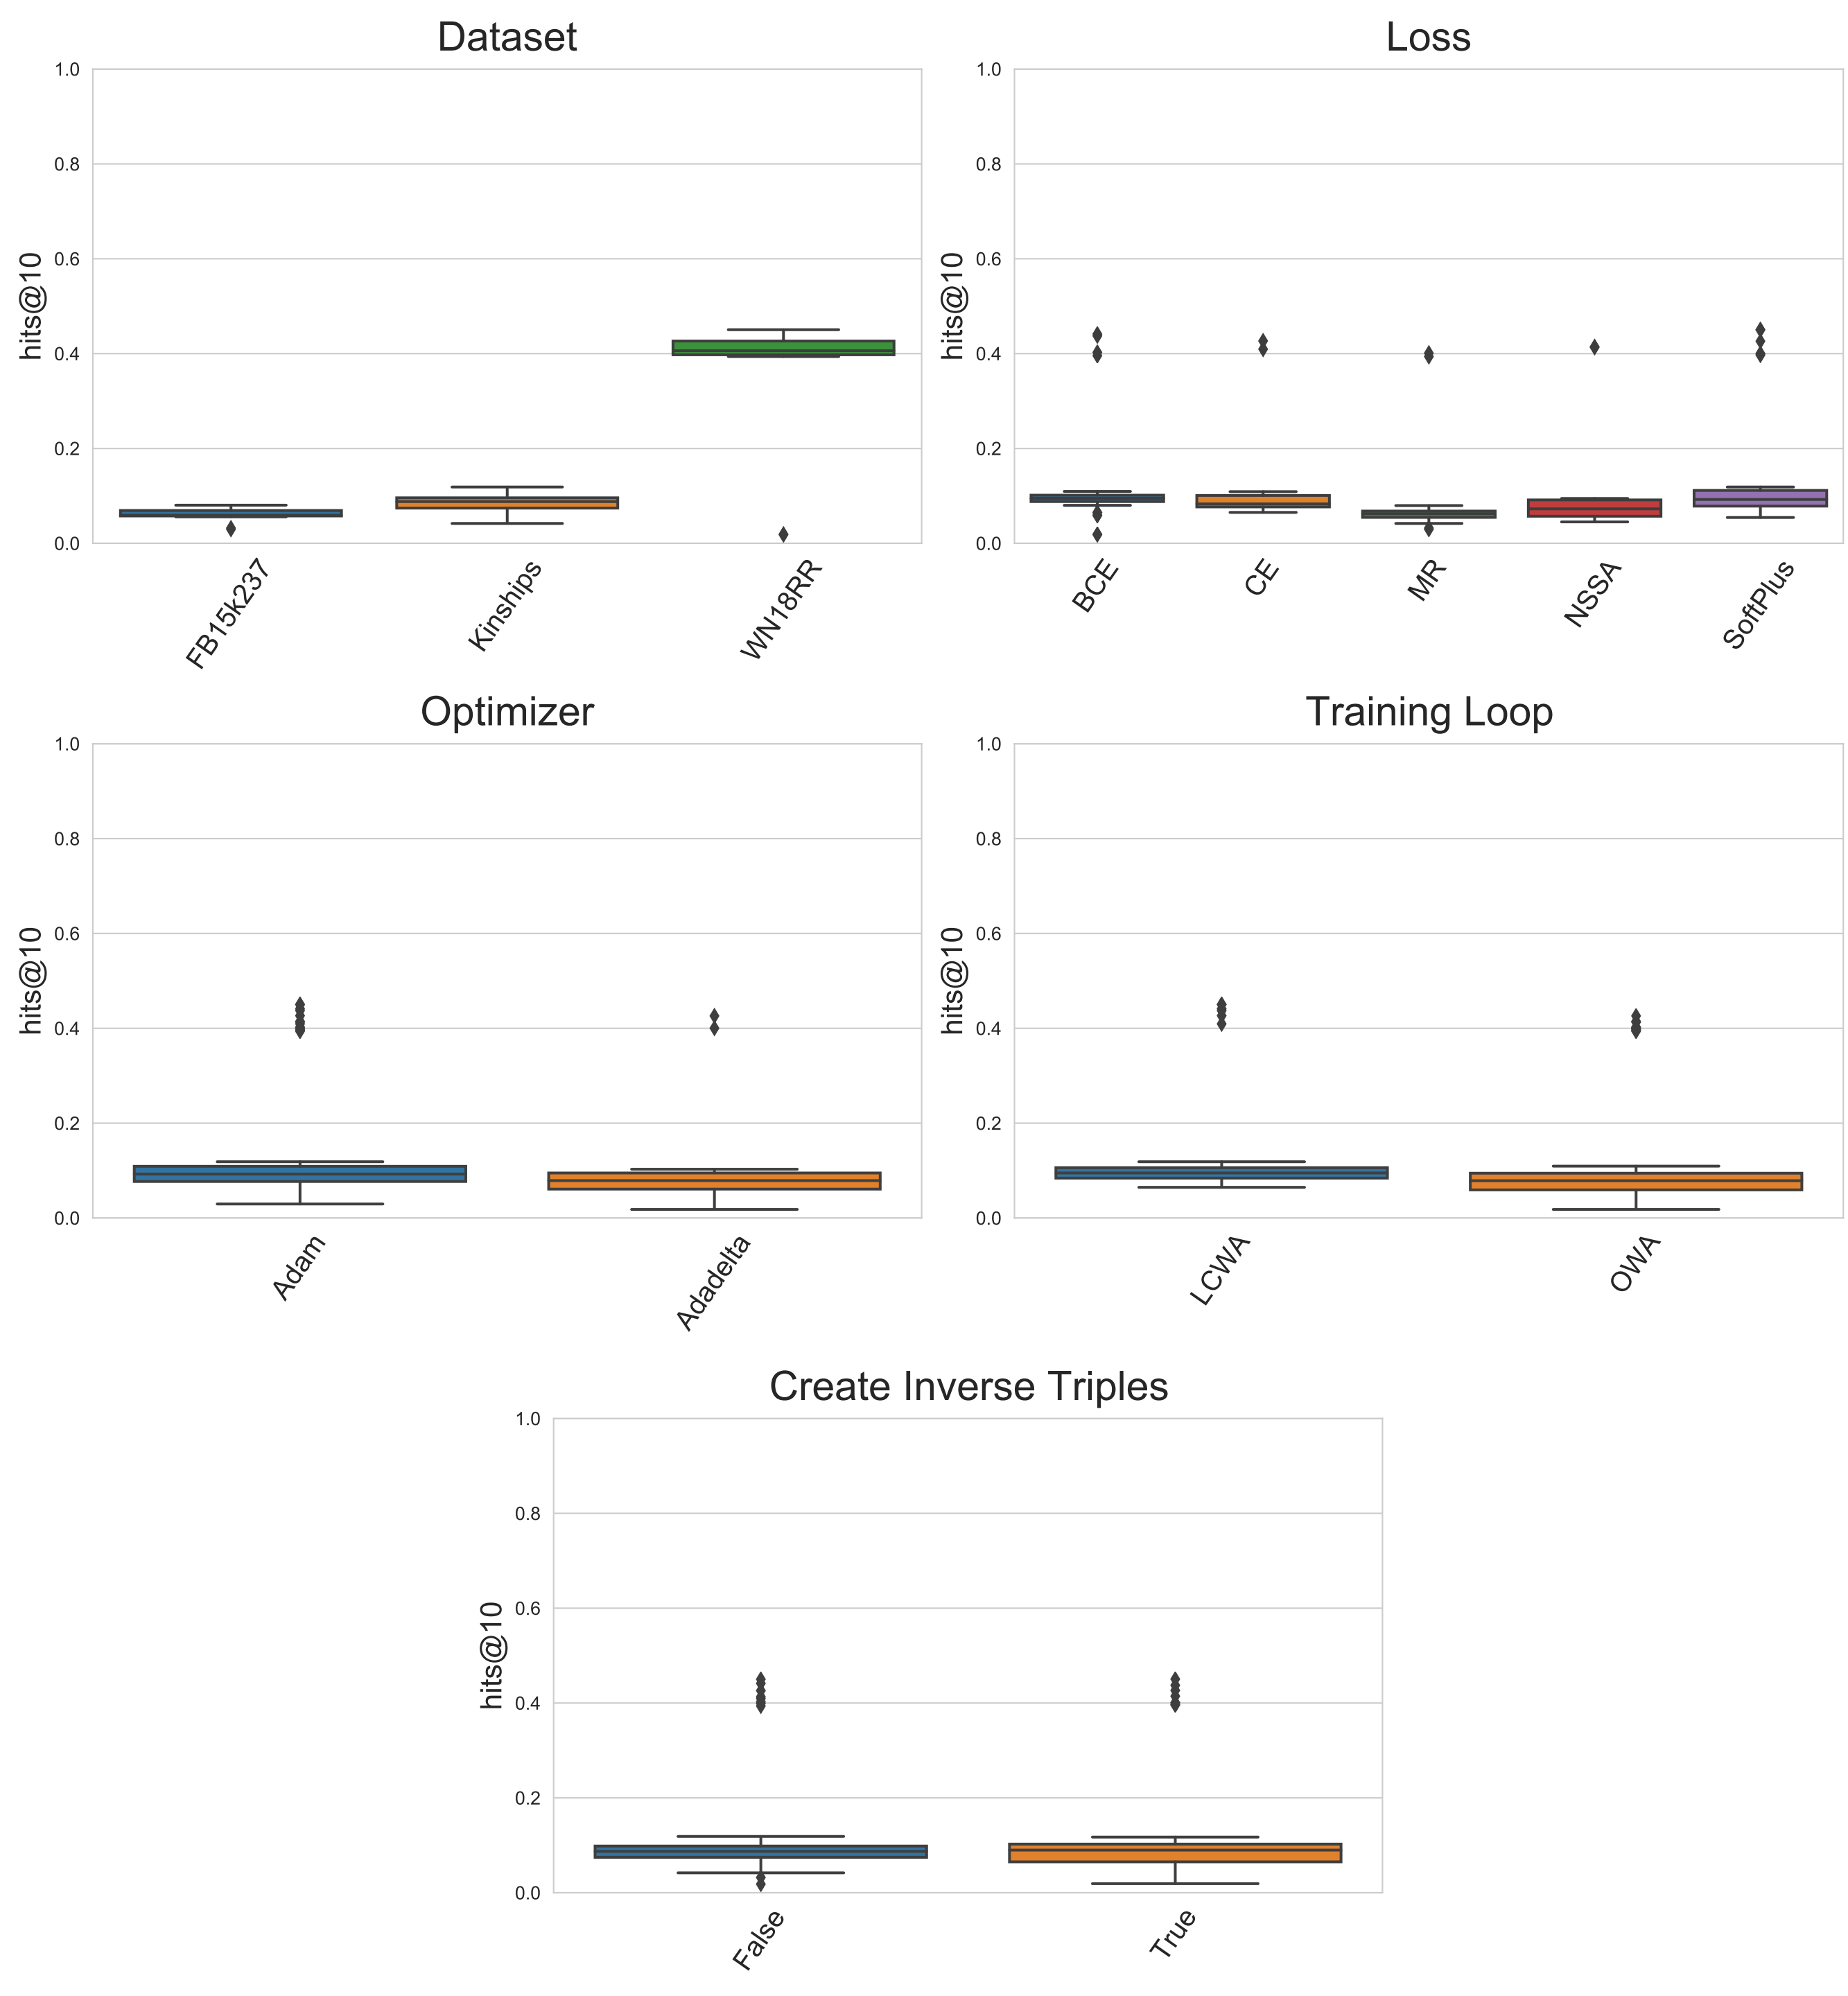 Dataset
1.0
0.8
0.6
0.4
0.2
0.0
hits@10
FB15k237
Kinships
WN18RR
Loss
1.0
0.8
0.6
0.4
0.2
0.0
hits@10
BCE
CE
MR
NSSA
SoftPlus
Optimizer
1.0
0.8
0.6
0.4
0.2
0.0
hits@10
Adam
Adadelta
Training Loop
1.0
0.8
0.6
0.4
0.2
0.0
hits@10
LCWA
OWA
Create Inverse Triples
1.0
0.8
0.6
0.4
0.2
0.0
hits@10
False
True